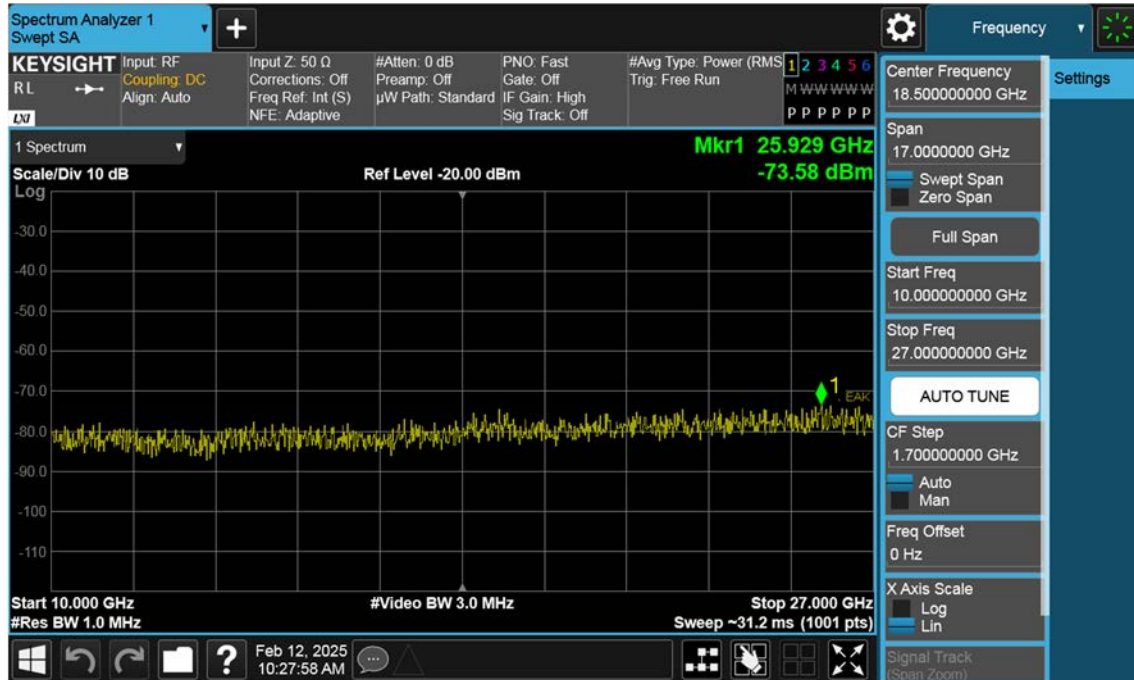 Spectrum Analyzer 1
Swept SA
Frequency
KEYSIGHT
R L
LXI
Input: RF
Coupling: DC
Align: Auto
Input Z: 50 Ω
Corrections: Off
Freq Ref: Int (S)
NFE: Adaptive
#Atten: 0 dB
Preamp: Off
µW Path: Standard
PNO: Fast
Gate: Off
IF Gain: High
Sig Track: Off
#Avg Type: Power (RMS
Trig: Free Run
1 2 3 4 5 6
M W W W W W
P P P P P P
1 Spectrum
Mkr1 25.929 GHz
-73.58 dBm
Scale/Div 10 dB
Ref Level -20.00 dBm
Log
-30.0
-40.0
-50.0
-60.0
-70.0
-80.0
-90.0
-100
-110
1
EAK
Start 10.000 GHz
#Video BW 3.0 MHz
Stop 27.000 GHz
#Res BW 1.0 MHz
Sweep ~31.2 ms (1001 pts)
?
Feb 12, 2025
10:27:58 AM
Center Frequency
18.500000000 GHz
Span
17.0000000 GHz
Swept Span
Zero Span
Full Span
Start Freq
10.000000000 GHz
Stop Freq
27.000000000 GHz
AUTO TUNE
CF Step
1.700000000 GHz
Auto
Man
Freq Offset
0 Hz
X Axis Scale
Log
Lin
Signal Track
(Span Zoom)
Settings